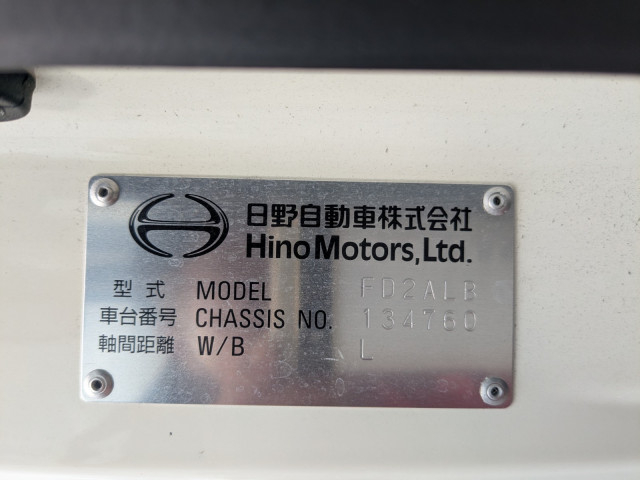 日野自動車株式会社
Hino Motors, Ltd.
型式 MODEL FD2ALB
車台番号 CHASSIS NO. 134760
軸間距離 W/B L